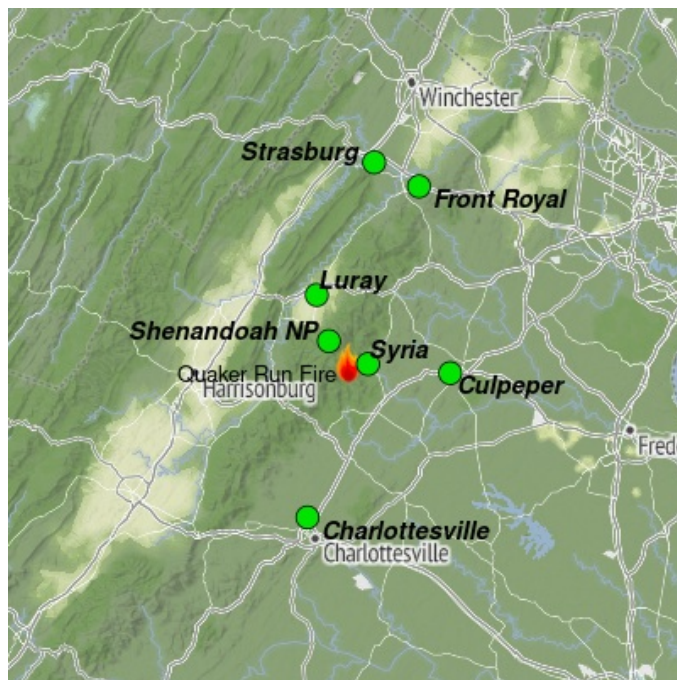 Winchester
Strasburg
Front Royal
Luray
Shenandoah NP
Syria
Quaker Run Fire
Culpeper
Harrisonburg
Fred
Charlottesville
Charlottesville